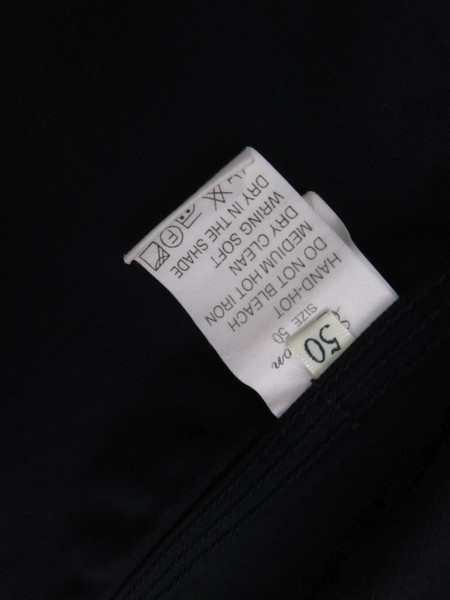 50
SIZE 50
HAND-HOT
DO NOT BLEACH
MEDIUM HOT IRON
DRY CLEAN
WRING SOFT
DRY IN THE SHADE
F